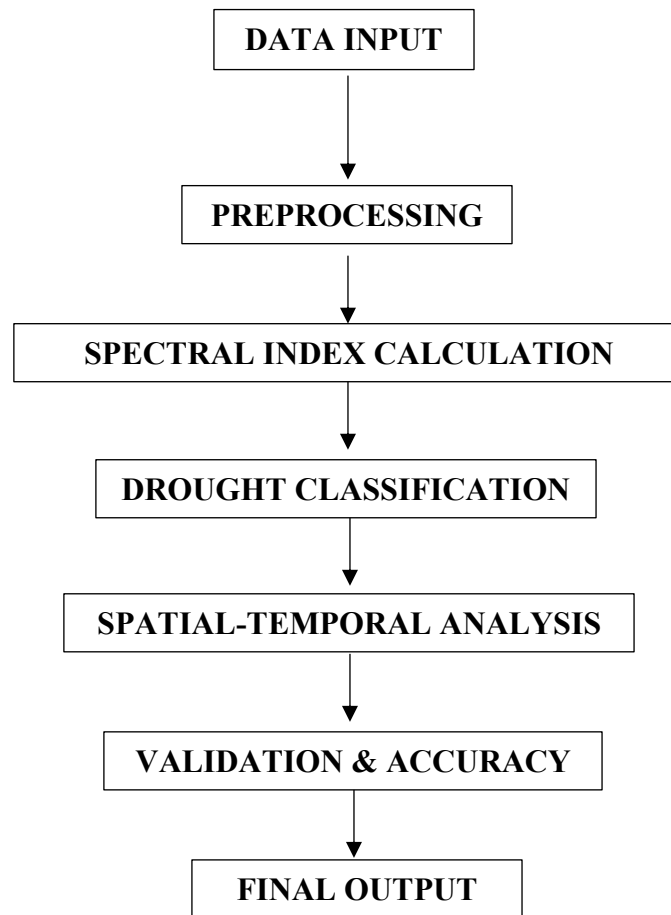 DATA INPUT
PREPROCESSING
SPECTRAL INDEX CALCULATION
DROUGHT CLASSIFICATION
SPATIAL-TEMPORAL ANALYSIS
VALIDATION & ACCURACY
FINAL OUTPUT